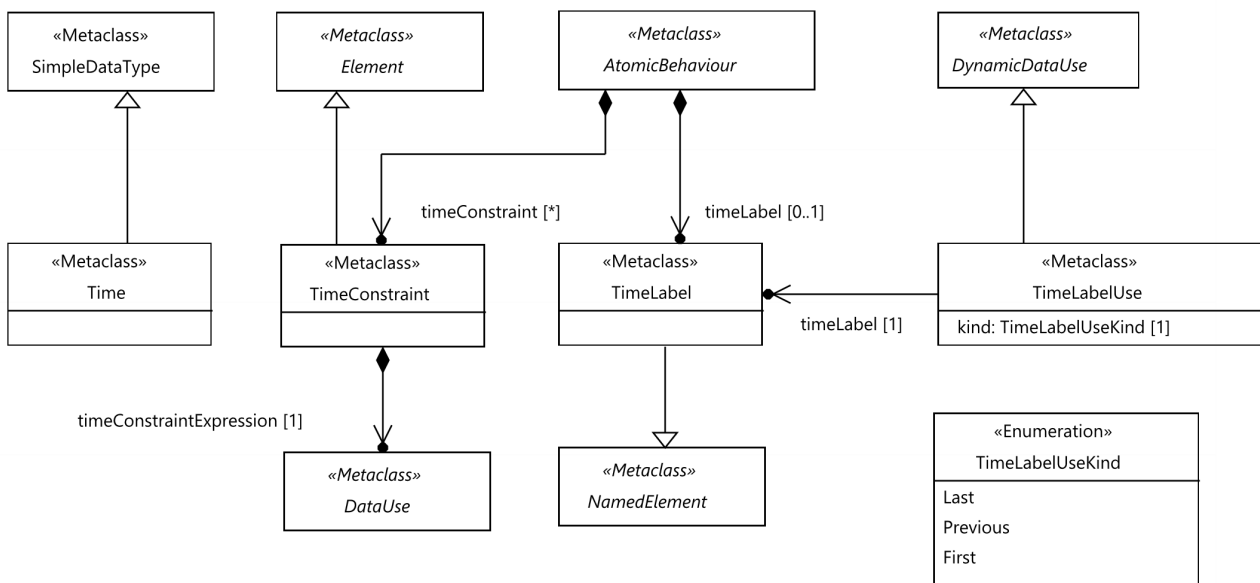 «Metaclass»
SimpleDataType
«Metaclass»
Element
«Metaclass»
AtomicBehaviour
«Metaclass»
DynamicDataUse
timeConstraint [*]
timeLabel [0..1]
«Metaclass»
Time
«Metaclass»
TimeConstraint
«Metaclass»
TimeLabel
«Metaclass»
TimeLabelUse
kind: TimeLabelUseKind [1]
timeLabel [1]
timeConstraintExpression [1]
«Metaclass»
DataUse
«Metaclass»
NamedElement
«Enumeration»
TimeLabelUseKind
Last
Previous
First